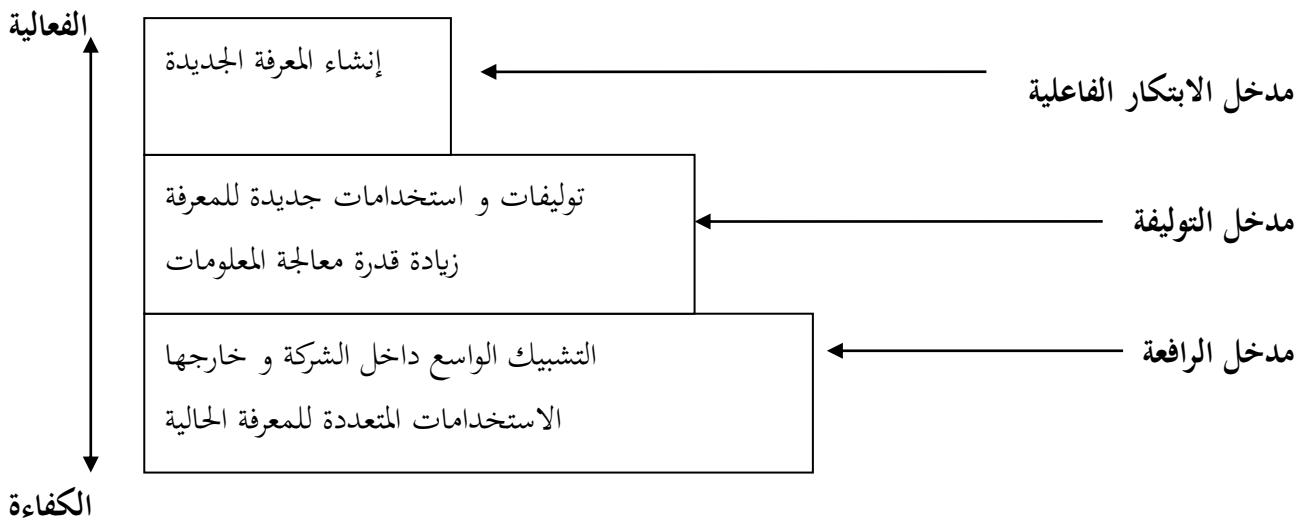 الفعالية
إنشاء المعرفة الجديدة
مدخل الابتكار الفاعلية
توليفات و استخدامات جديدة للمعرفة
مدخل التوليفة
زيادة قدرة معالجة المعلومات
التشبيك الواسع داخل الشركة و خارجها
مدخل الرافعة
الاستخدامات المتعددة للمعرفة الحالية
الكفاءة